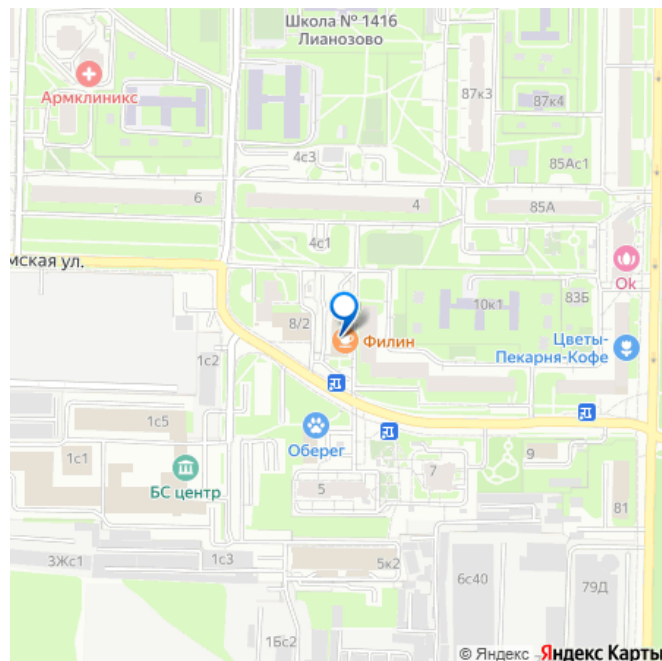 Школа № 1416
Лианозово
Армклиникс
87к3
87к4
4с3
85Ас1
6
4
85А
4с1
мская ул.
Ok
10к1
83Б
8/2
Филин
Цветы-
Пекарня-Кофе
1с2
1с5
Оберег
1с1
БС центр
7
9
5
81
3Жс1
1с3
5к2
6с40
79Д
1Бс2
© Яндекс Яндекс Карты